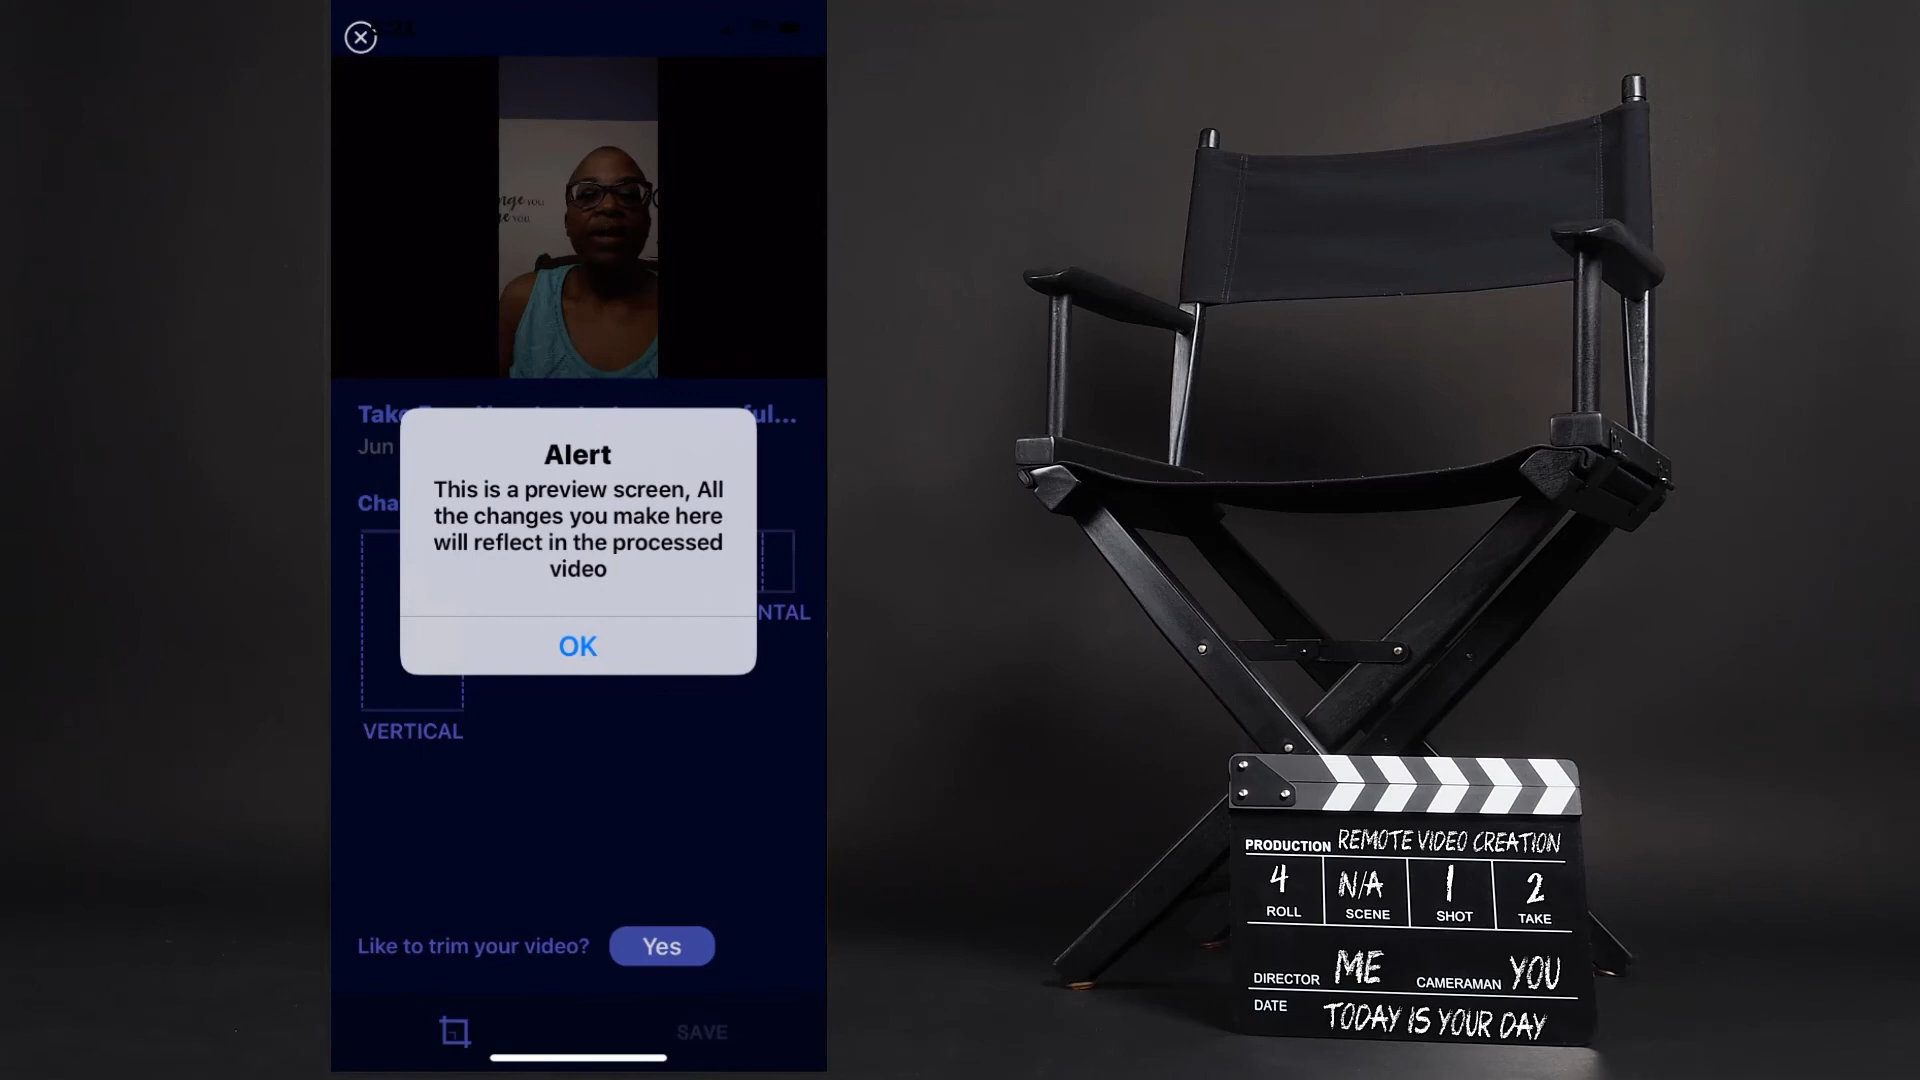 Take
ful...
Jun
Cha
Alert
This is a preview screen, All
the changes you make here
will reflect in the processed
video
OK
NTAL
VERTICAL
Like to trim your video? Yes
SAVE
PRODUCTION REMOTE VIDEO CREATION
4 N/A 1 2
ROLL SCENE SHOT TAKE
DIRECTOR ME CAMERAMAN YOU
DATE TODAY IS YOUR DAY